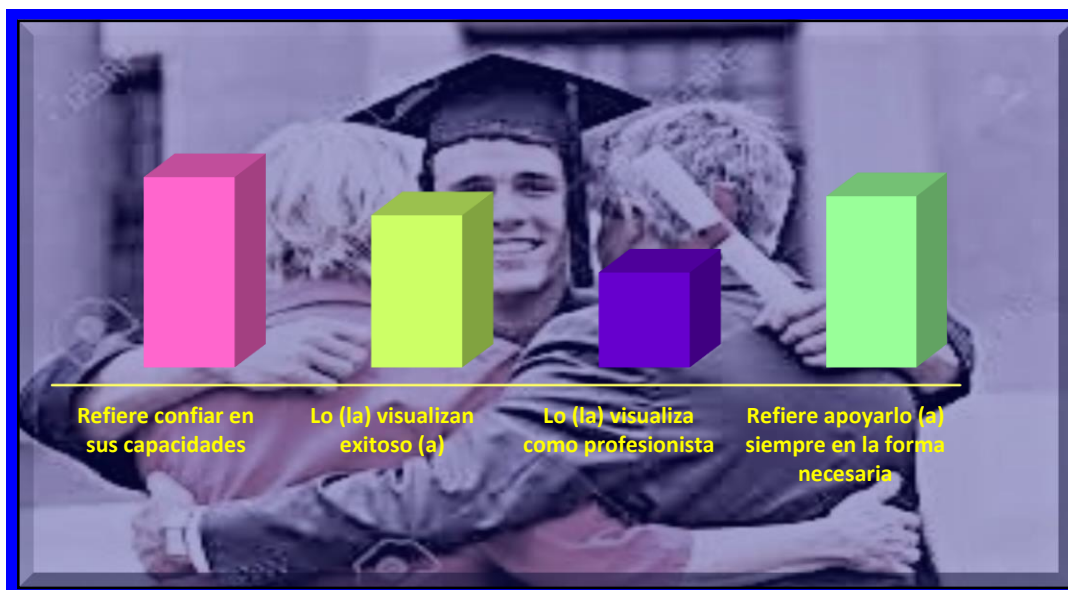 Refiere confiar en
sus capacidades
Lo (la) visualizan
exitoso (a)
Lo (la) visualiza
como profesionista
Refiere apoyarlo (a)
siempre en la forma
necesaria